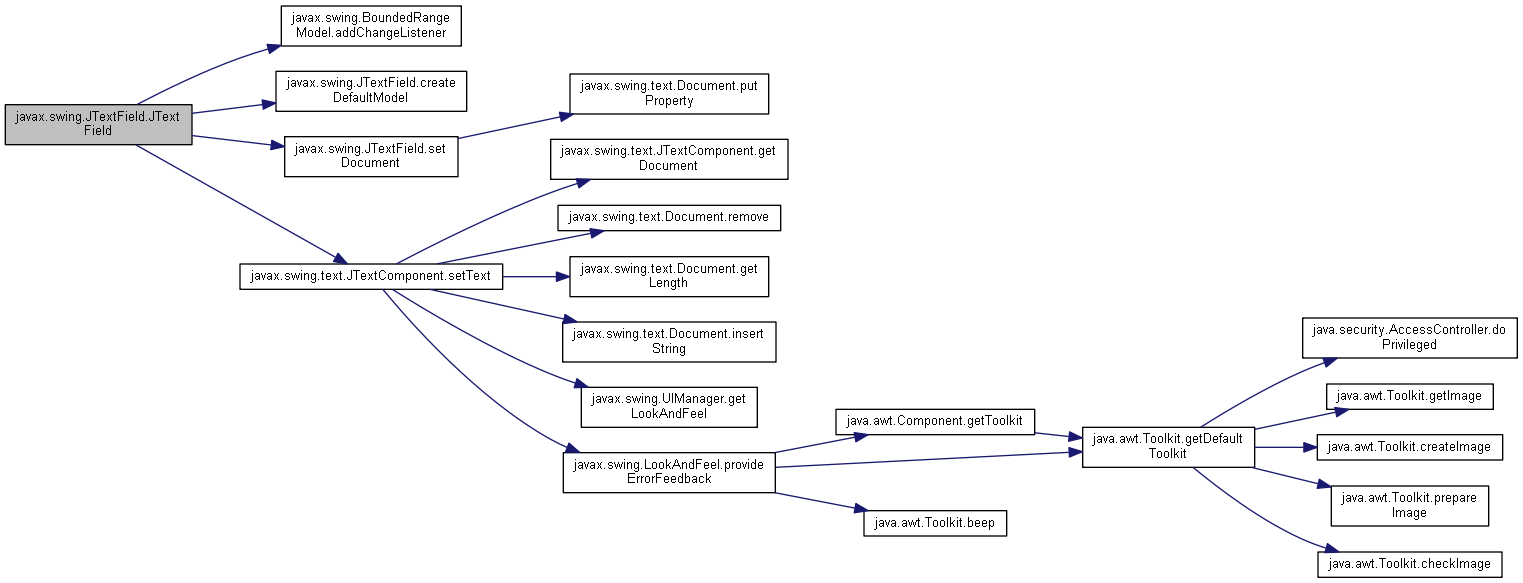 javax.swing.BoundedRange
Model.addChangeListener
javax.swing.JTextField.create
DefaultModel
javax.swing.JTextField.JText
Field
javax.swing.JTextField.set
Document
javax.swing.text.Document.put
Property
javax.swing.text.JTextComponent.get
Document
javax.swing.text.Document.remove
javax.swing.text.JTextComponent.setText
javax.swing.text.Document.get
Length
javax.swing.text.Document.insert
String
javax.swing.UIManager.get
LookAndFeel
javax.swing.LookAndFeel.provide
ErrorFeedback
java.awt.Component.getToolkit
java.awt.Toolkit.beep
java.awt.Toolkit.getDefault
Toolkit
java.security.AccessController.do
Privileged
java.awt.Toolkit.getImage
java.awt.Toolkit.createImage
java.awt.Toolkit.prepare
Image
java.awt.Toolkit.checkImage